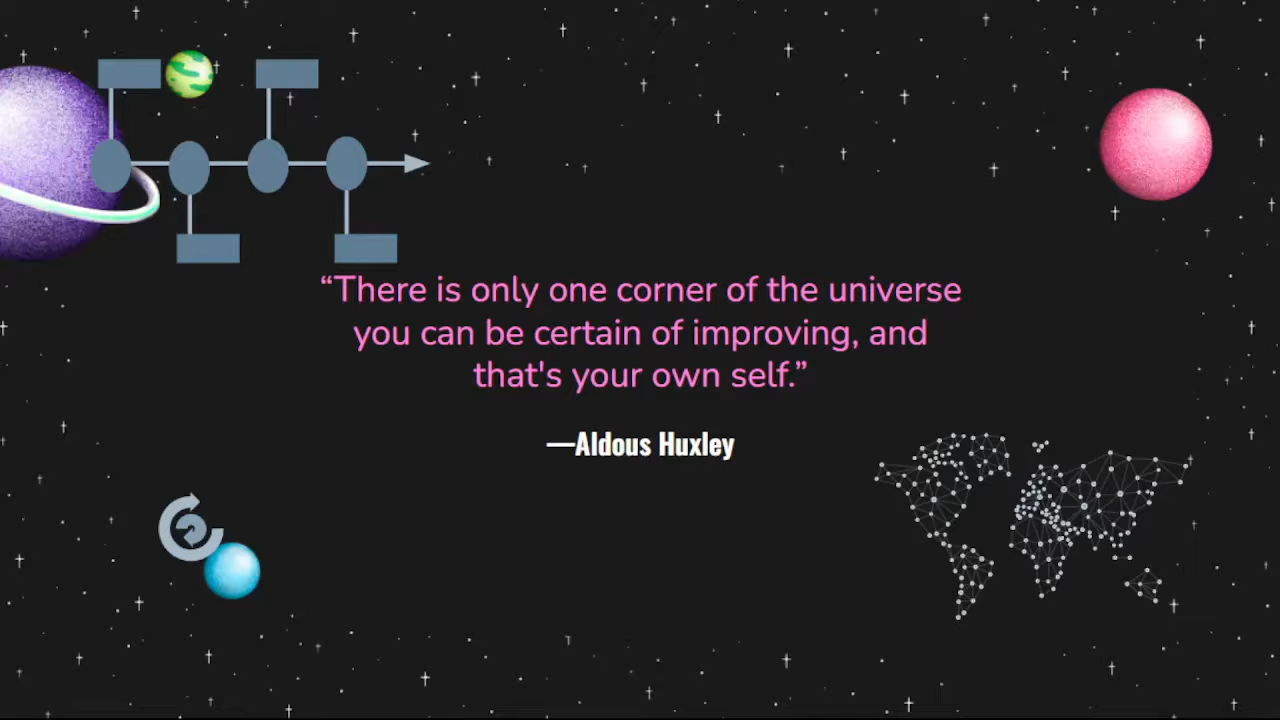 “There is only one corner of the universe
you can be certain of improving, and
that's your own self.”
—Aldous Huxley